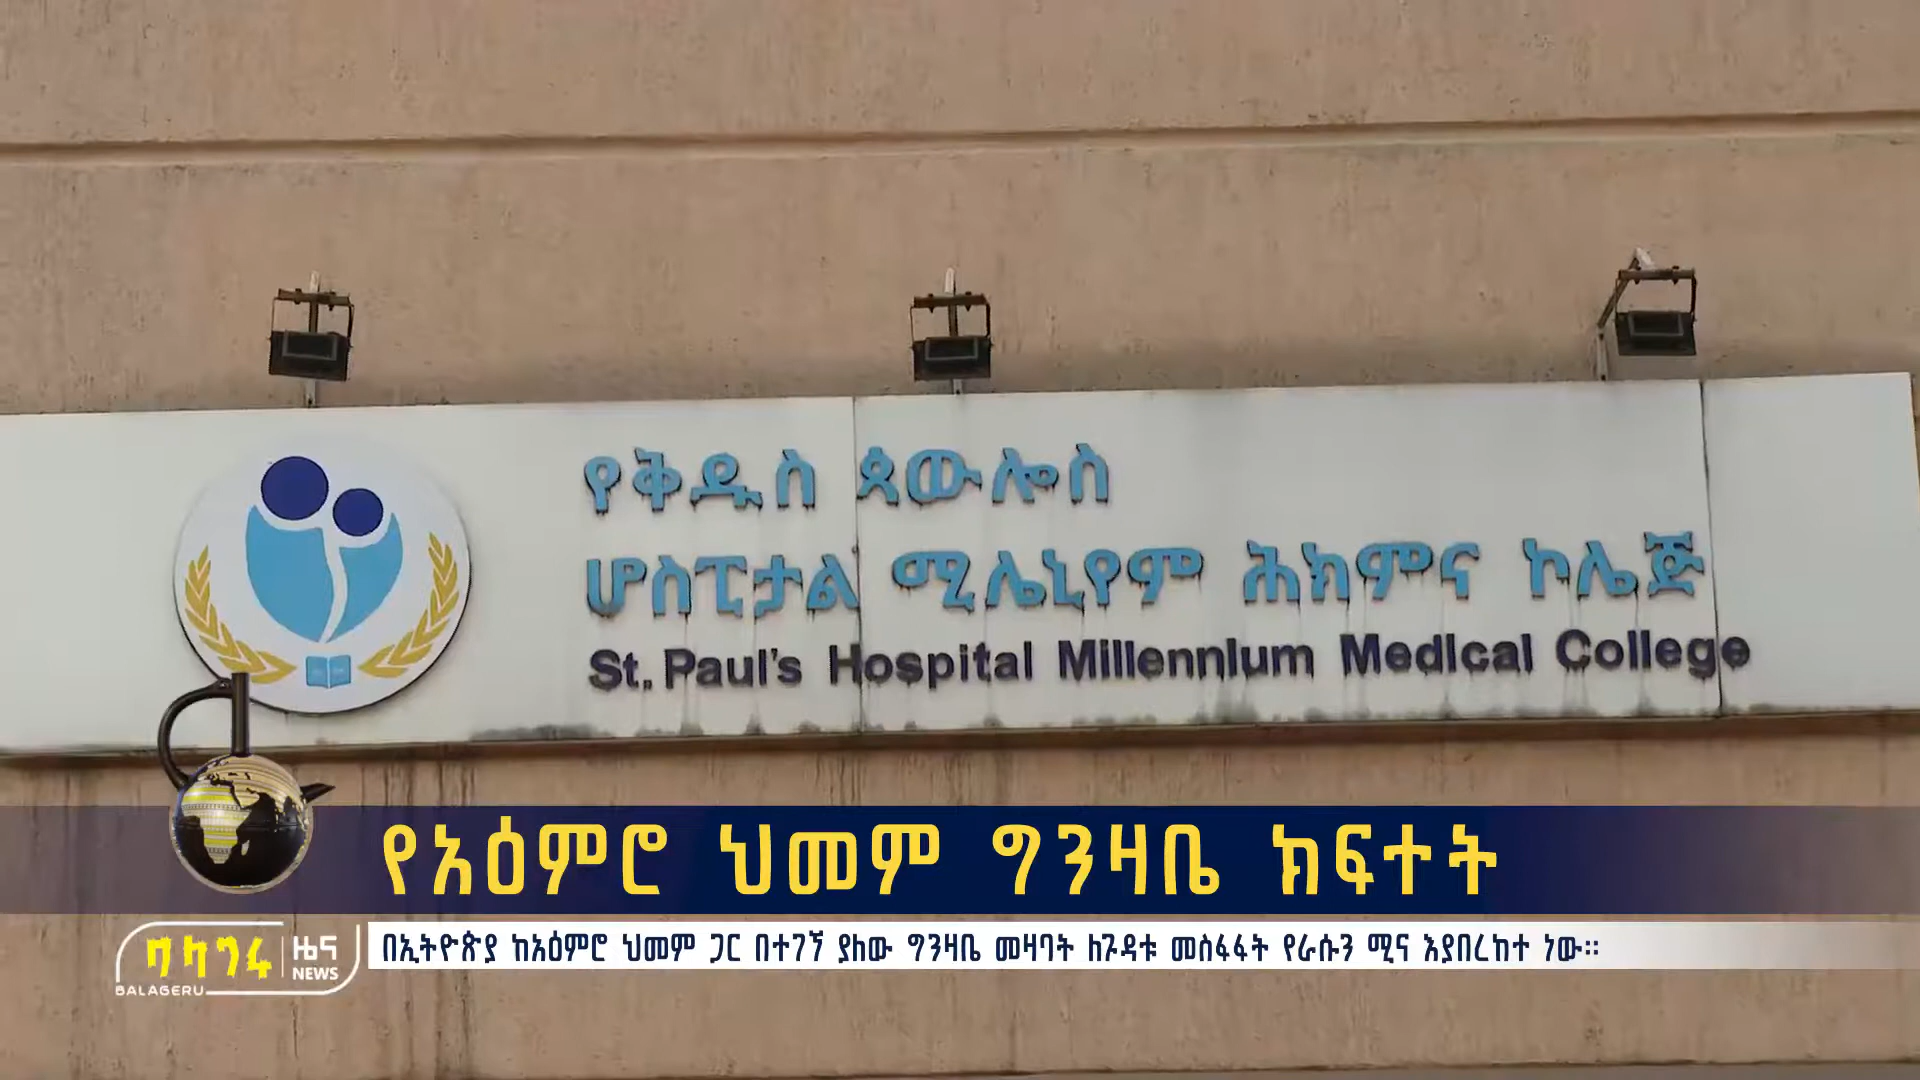 የቅዱስ ጳውሎስ
ሆስፒታል ሚሌኒየም ሕክምና ኮሌጅ
St. Paul's Hospital Millennium Medical College
የአዕምሮ ህመም ግንዛቤ ክፍተት
በኢትዮጵያ ከአዕምሮ ህመም ጋር በተገኘ ያለው ግንዛቤ መዛባት ለጉዳቱ መስፋፋት የራሱን ሚና እያበረከተ ነው።
ባላገሩ ዜና
BALAGERU NEWS